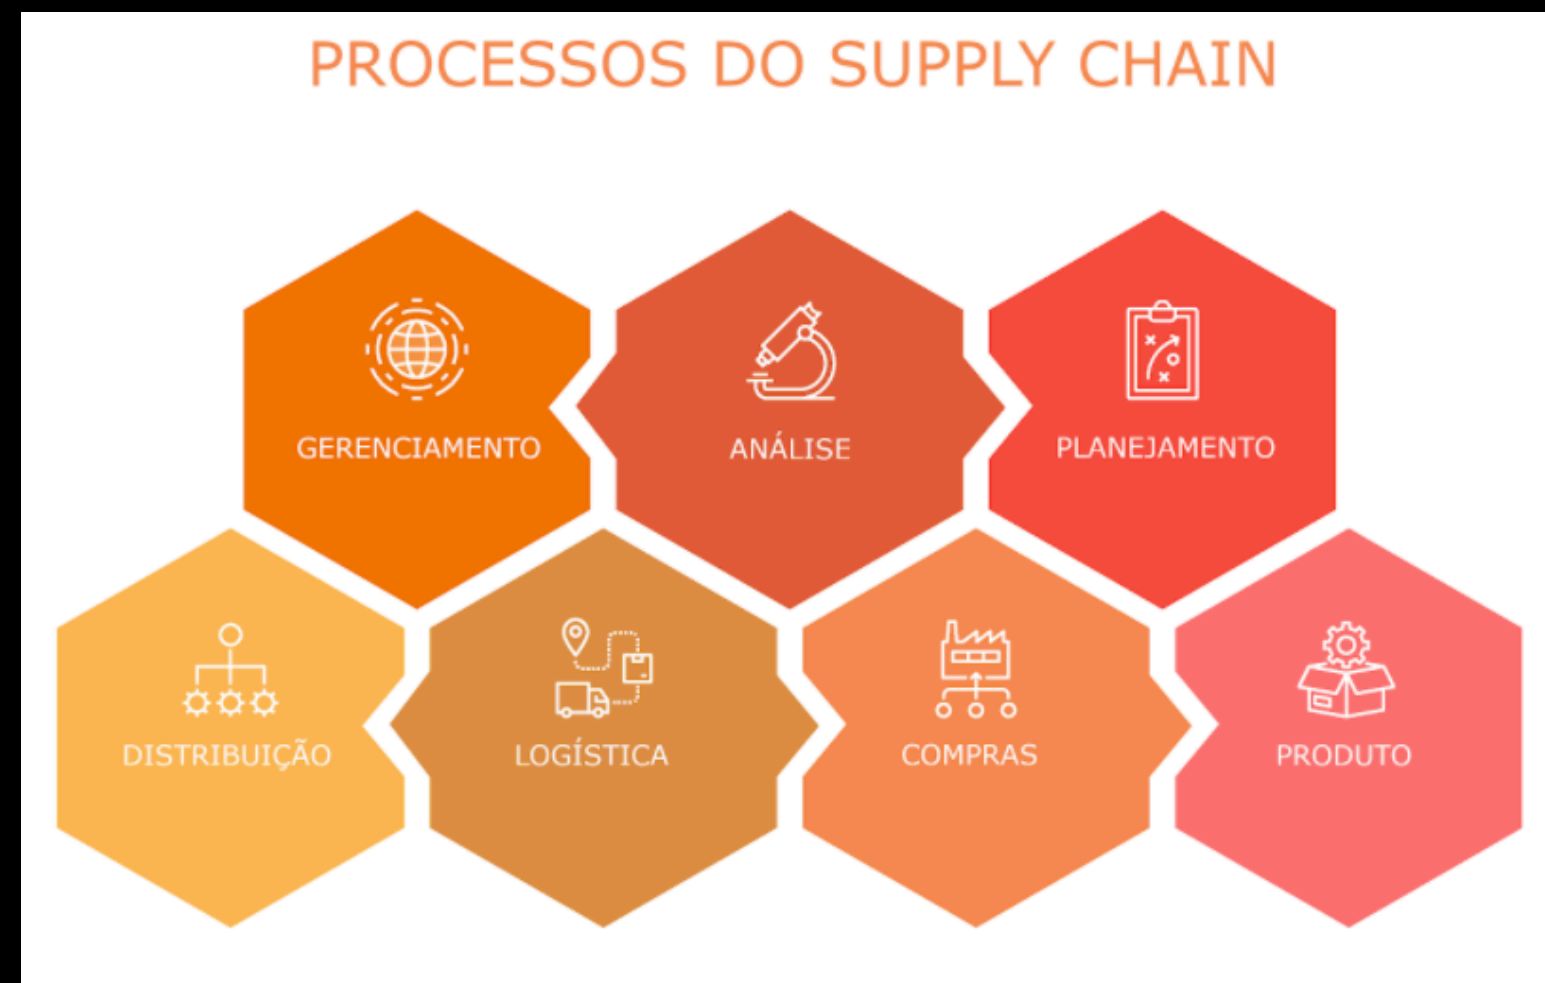 PROCESSOS DO SUPPLY CHAIN
GERENCIAMENTO
ANÁLISE
PLANEJAMENTO
DISTRIBUIÇÃO
LOGÍSTICA
COMPRAS
PRODUTO